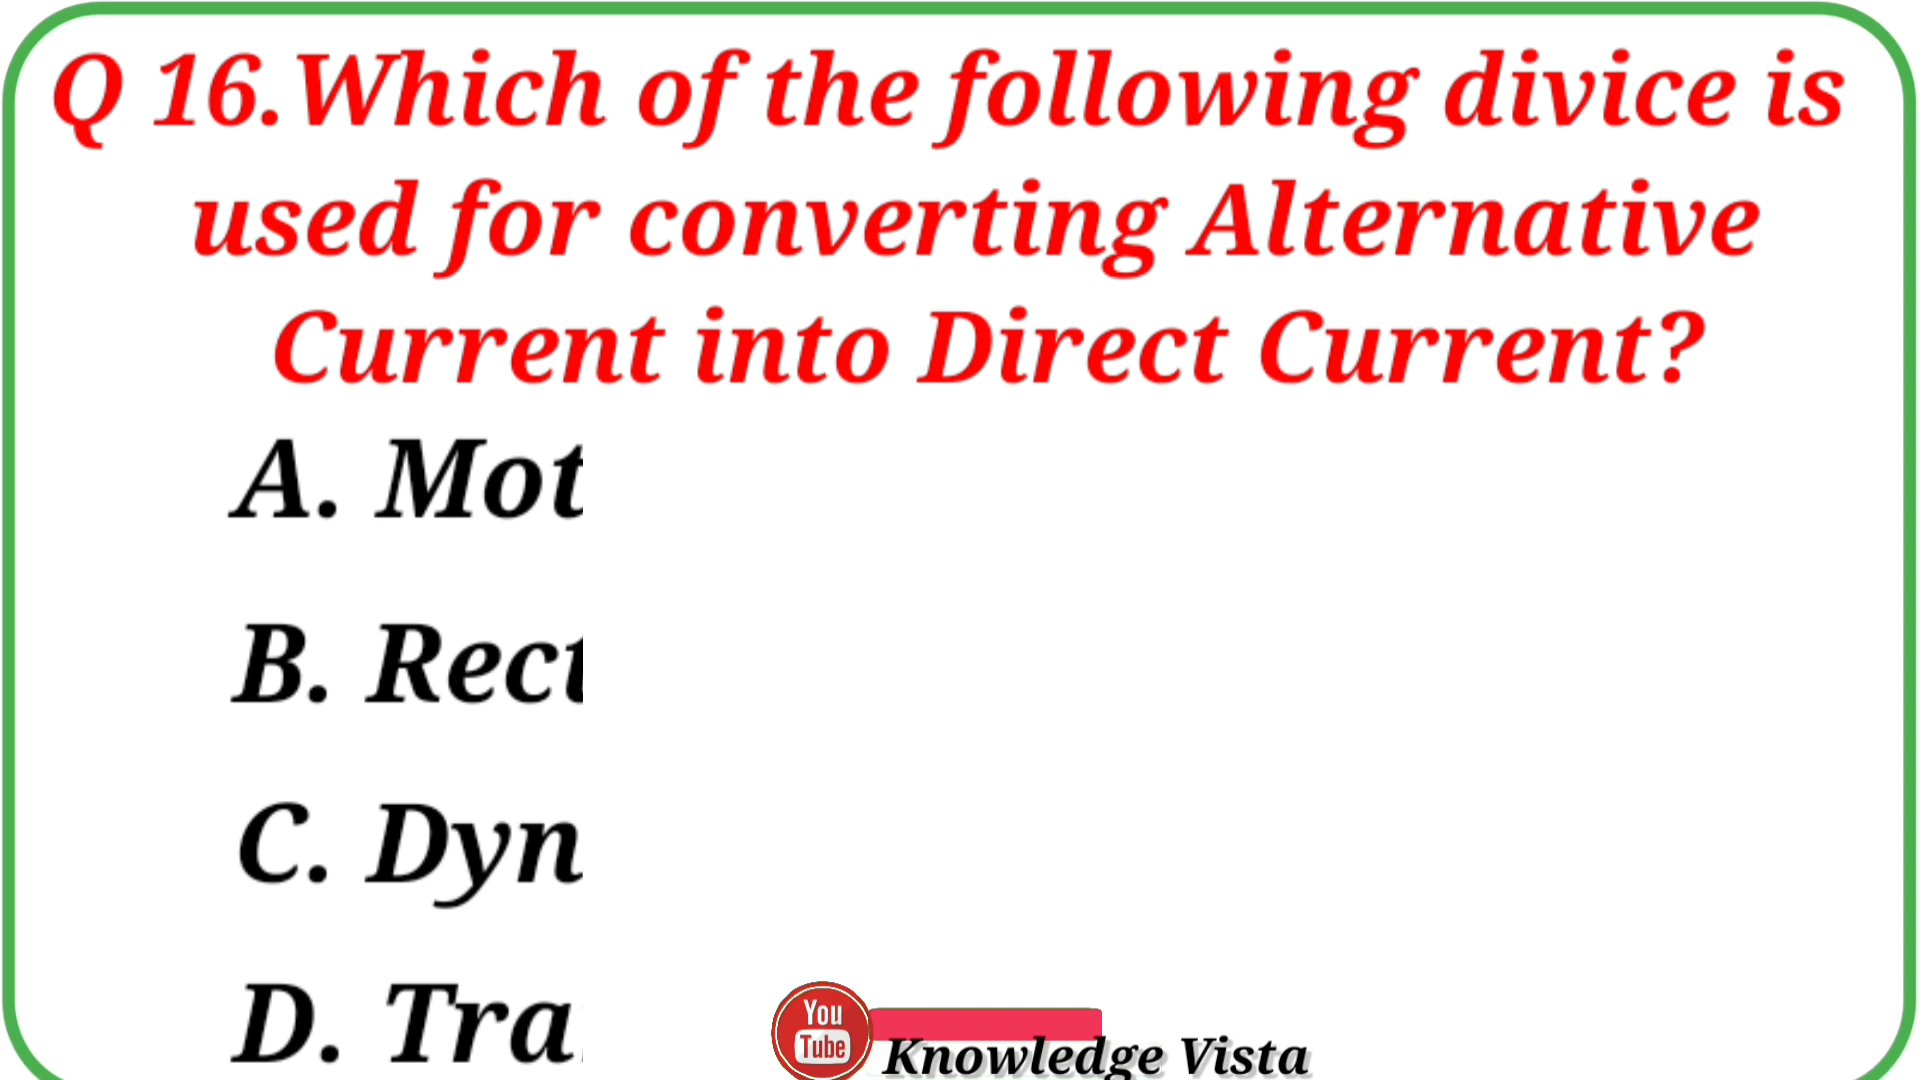 Q 16.Which of the following divice is
used for converting Alternative
Current into Direct Current?
A. Mot
B. Rect
C. Dyn
D. Tra
You
Tube
Knowledge Vista